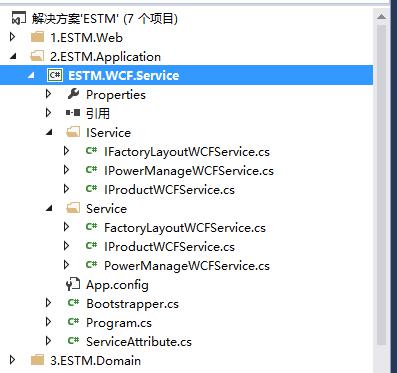 解决方案'ESTM' (7 个项目)
1.ESTM.Web
2.ESTM.Application
C# ESTM.WCF.Service
Properties
引用
IService
C# IFactoryLayoutWCFService.cs
C# IPowerManageWCFService.cs
C# IProductWCFService.cs
Service
C# FactoryLayoutWCFService.cs
C# IProductWCFService.cs
C# PowerManageWCFService.cs
App.config
C# Bootstrapper.cs
C# Program.cs
C# ServiceAttribute.cs
3.ESTM.Domain